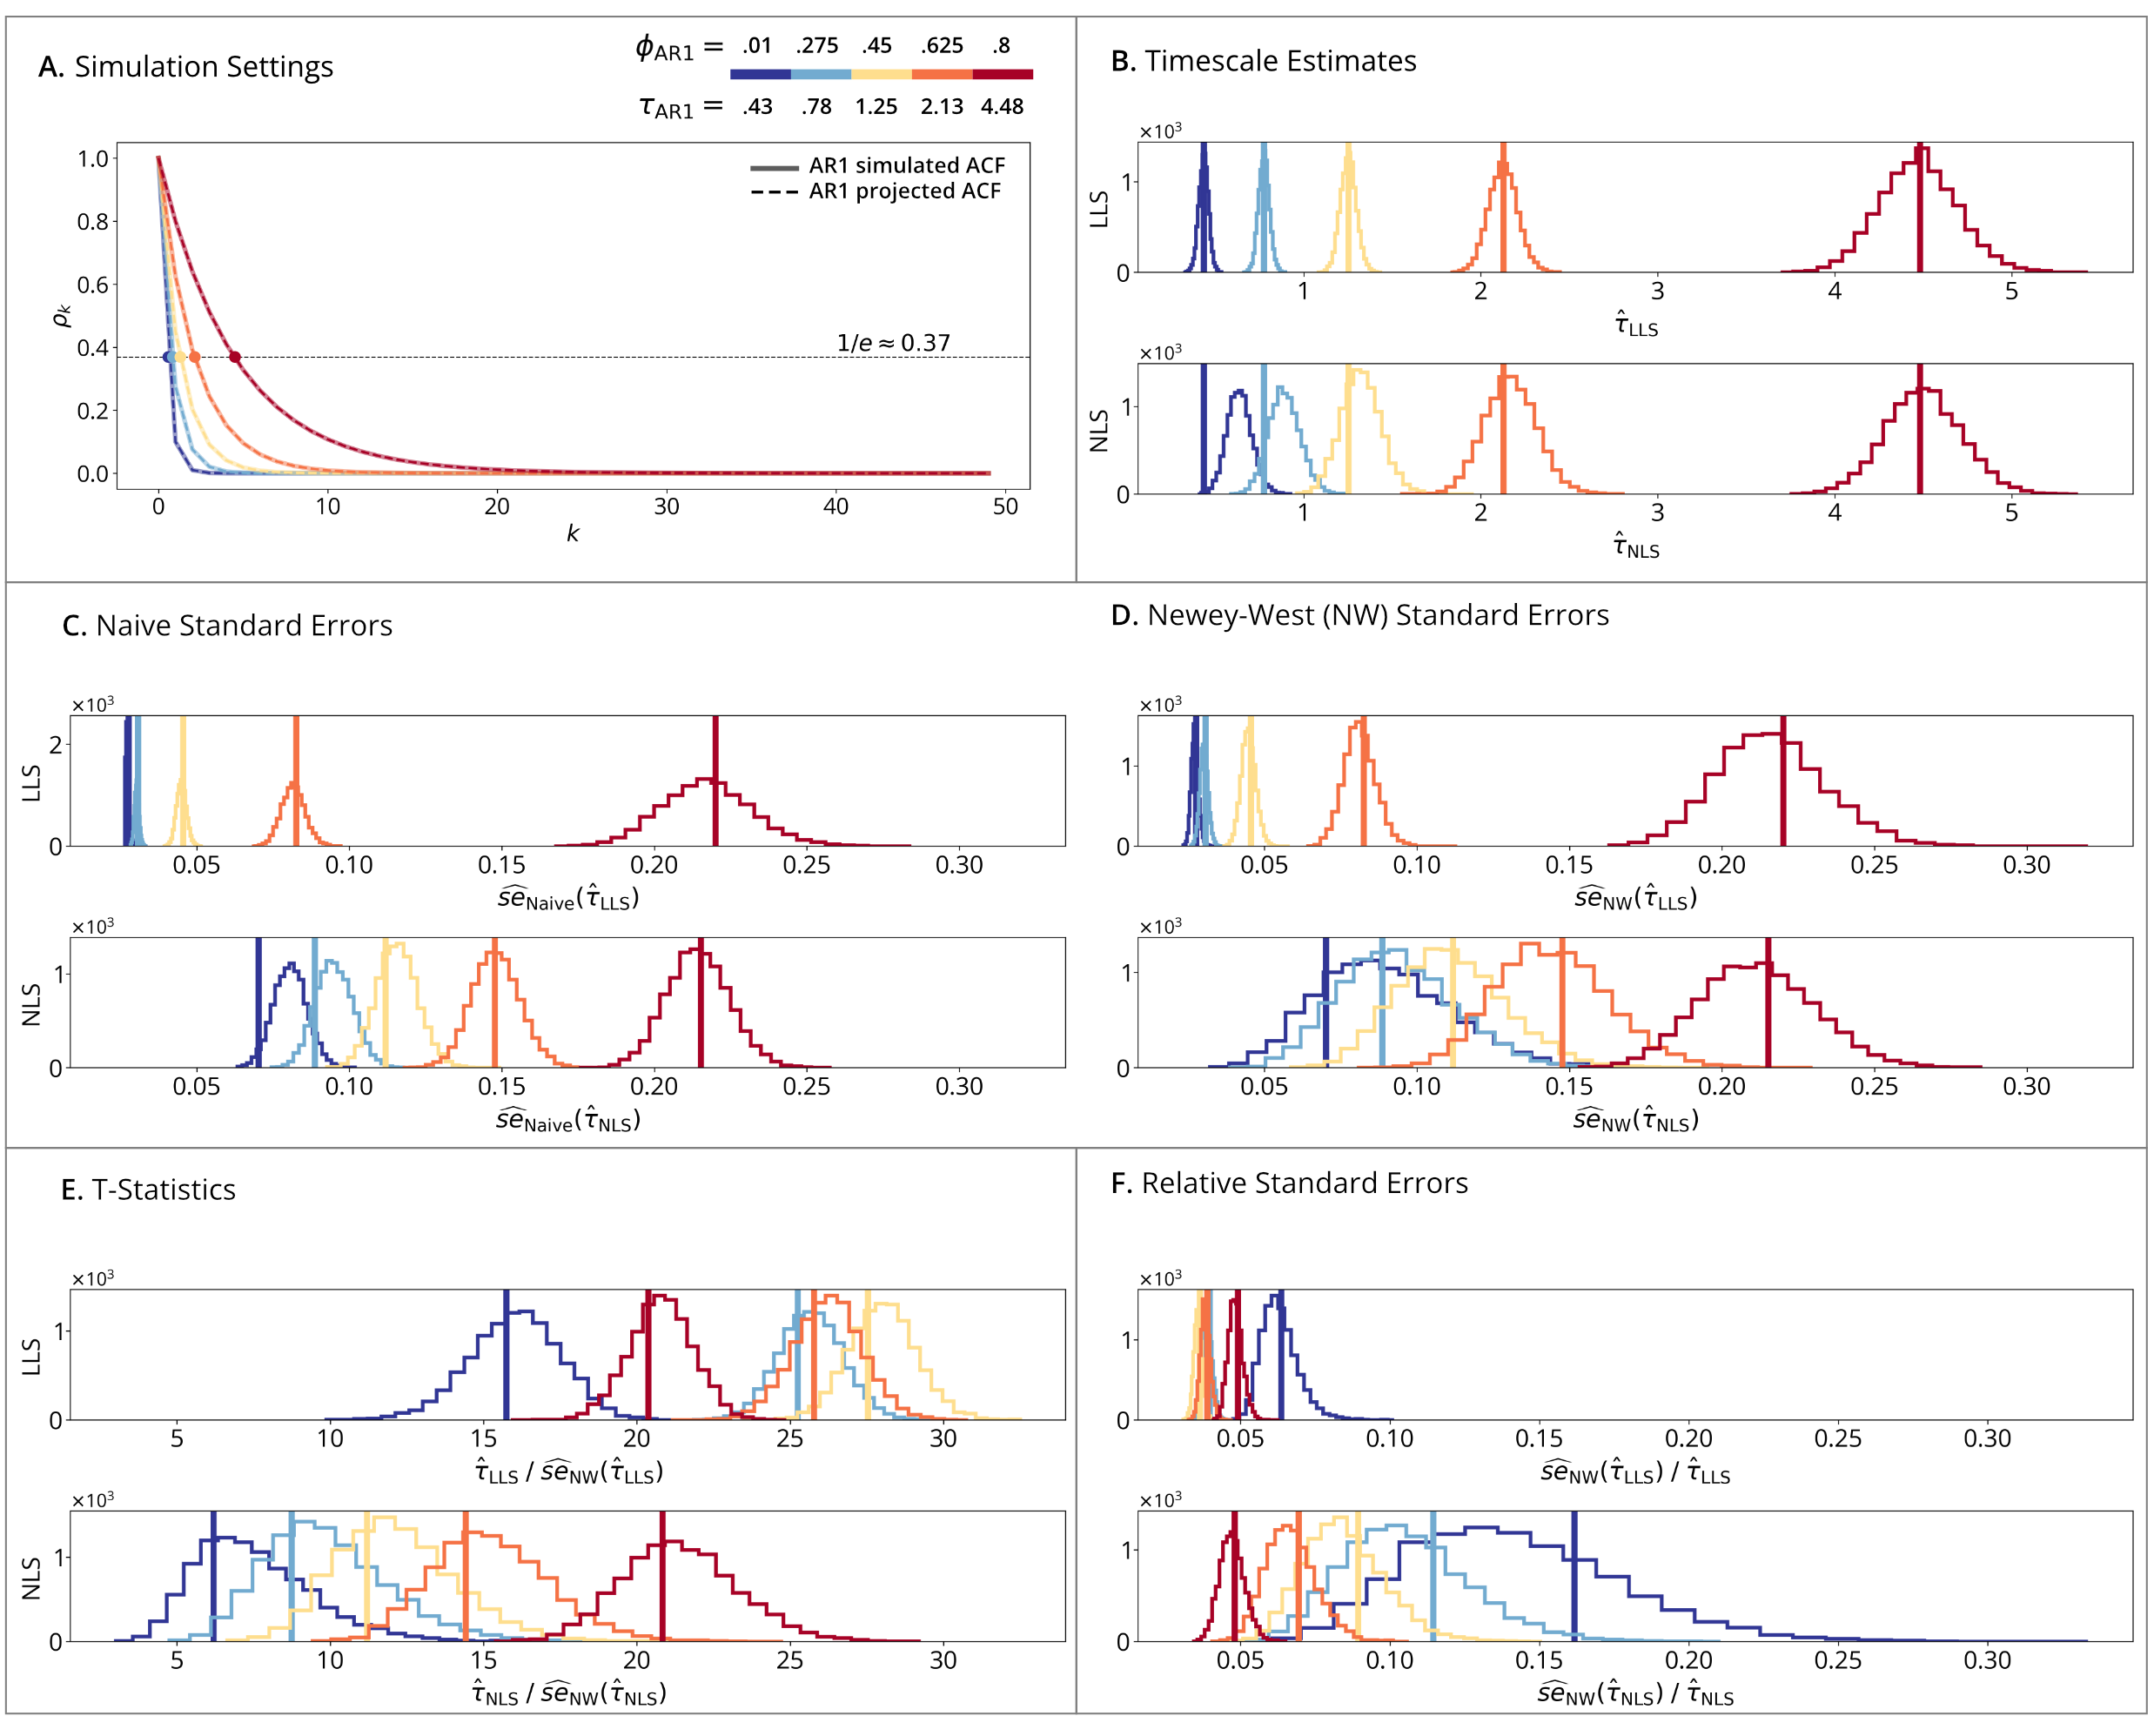 A. Simulation Settings
ϕAR1 = .01 .275 .45 .625 .8
τAR1 = .43 .78 1.25 2.13 4.48
AR1 simulated ACF
AR1 projected ACF
1/e ≈ 0.37
ρk
1.0
0.8
0.6
0.4
0.2
0.0
0 10 20 30 40 50
k
B. Timescale Estimates
×10³
LLS
1
0
1 2 3 4 5
τ̂LLS
×10³
NLS
1
0
1 2 3 4 5
τ̂NLS
C. Naive Standard Errors
×10³
LLS
2
0
0.05 0.10 0.15 0.20 0.25 0.30
s͡eNaive(τ̂LLS)
×10³
NLS
1
0
0.05 0.10 0.15 0.20 0.25 0.30
s͡eNaive(τ̂NLS)
D. Newey-West (NW) Standard Errors
×10³
1
0
0.05 0.10 0.15 0.20 0.25 0.30
s͡eNW(τ̂LLS)
×10³
1
0
0.05 0.10 0.15 0.20 0.25 0.30
s͡eNW(τ̂NLS)
E. T-Statistics
×10³
LLS
1
0
5 10 15 20 25 30
τ̂LLS / s͡eNW(τ̂LLS)
×10³
NLS
1
0
5 10 15 20 25 30
τ̂NLS / s͡eNW(τ̂NLS)
F. Relative Standard Errors
×10³
1
0
0.05 0.10 0.15 0.20 0.25 0.30
s͡eNW(τ̂LLS) / τ̂LLS
×10³
1
0
0.05 0.10 0.15 0.20 0.25 0.30
s͡eNW(τ̂NLS) / τ̂NLS